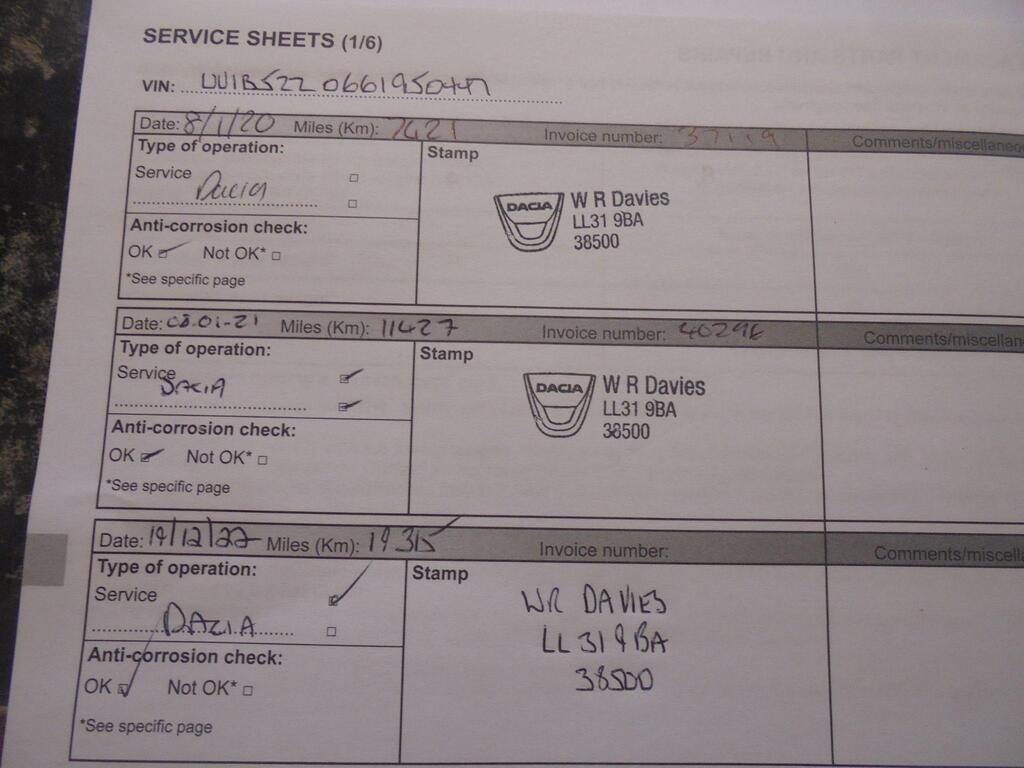 SERVICE SHEETS (1/6)
VIN:
Date: 8/1/20 Miles (Km): 7621 Invoice number: Comments/miscellaneo
Type of operation:
Stamp
Service
Dacia
DACIA
W R Davies
LL31 9BA
38500
Anti-corrosion check:
OK Not OK*
*See specific page
Date: 08-01-21 Miles (Km): 11427 Invoice number: 40296 Comments/miscellan
Type of operation:
Stamp
Service
DACIA
DACIA
W R Davies
LL31 9BA
38500
Anti-corrosion check:
OK Not OK*
*See specific page
Date: 19/12/22 Miles (Km): 19315 Invoice number: Comments/miscella
Type of operation:
Stamp
Service
DACIA
WR DAVIES
LL31 9BA
38500
Anti-corrosion check:
OK Not OK*
*See specific page